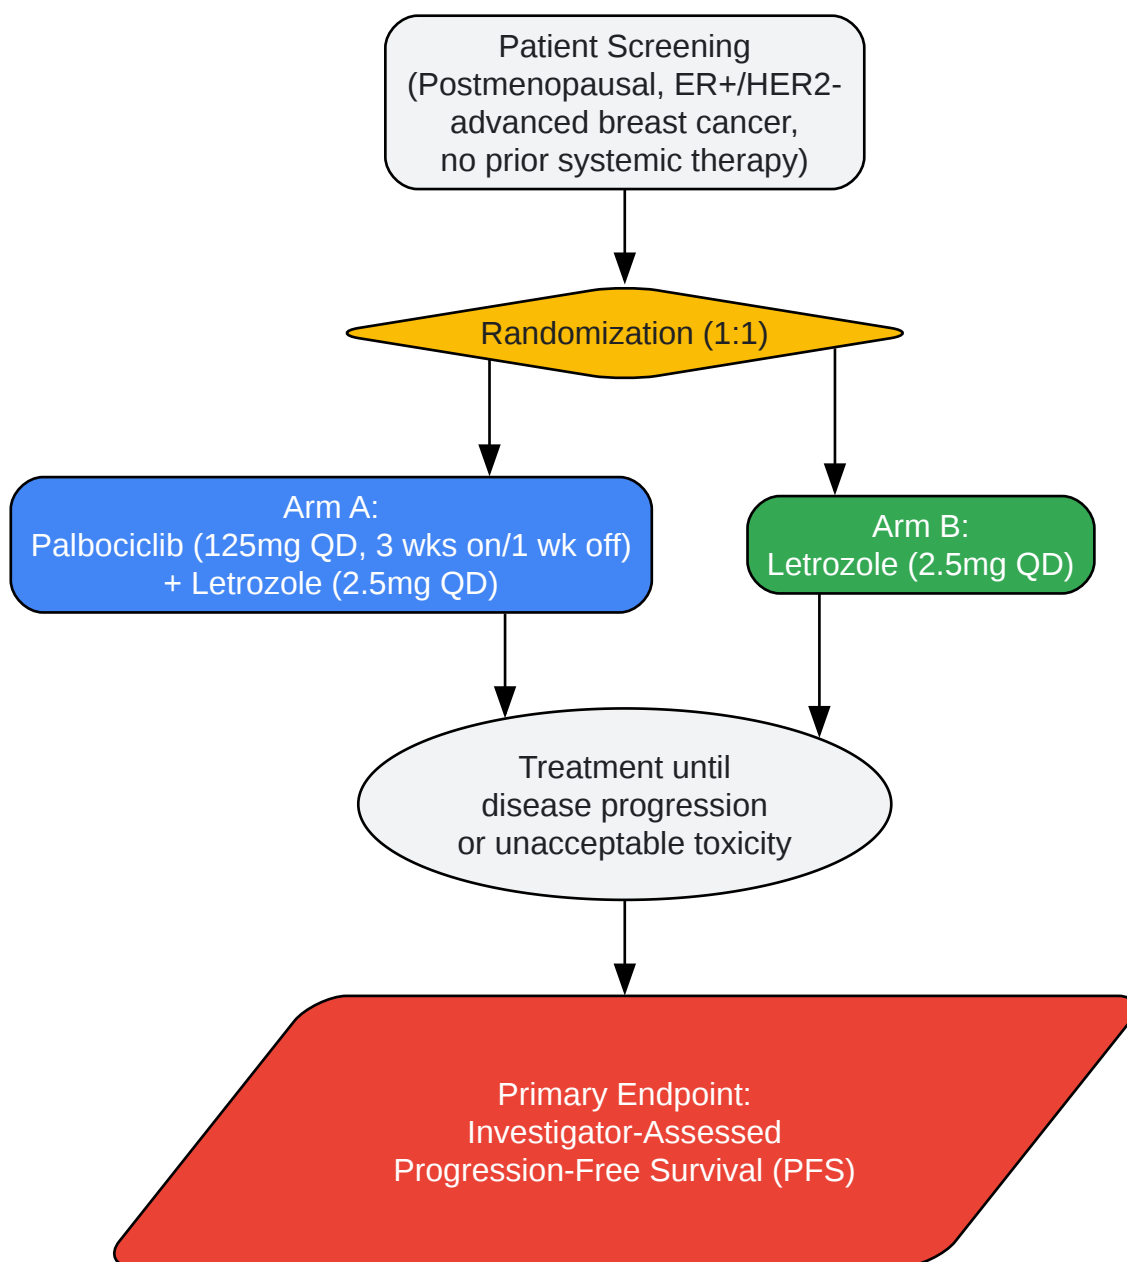 Patient Screening
(Postmenopausal, ER+/HER2-
advanced breast cancer,
no prior systemic therapy)
Randomization (1:1)
Arm A:
Palbociclib (125mg QD, 3 wks on/1 wk off)
+ Letrozole (2.5mg QD)
Arm B:
Letrozole (2.5mg QD)
Treatment until
disease progression
or unacceptable toxicity
Primary Endpoint:
Investigator-Assessed
Progression-Free Survival (PFS)